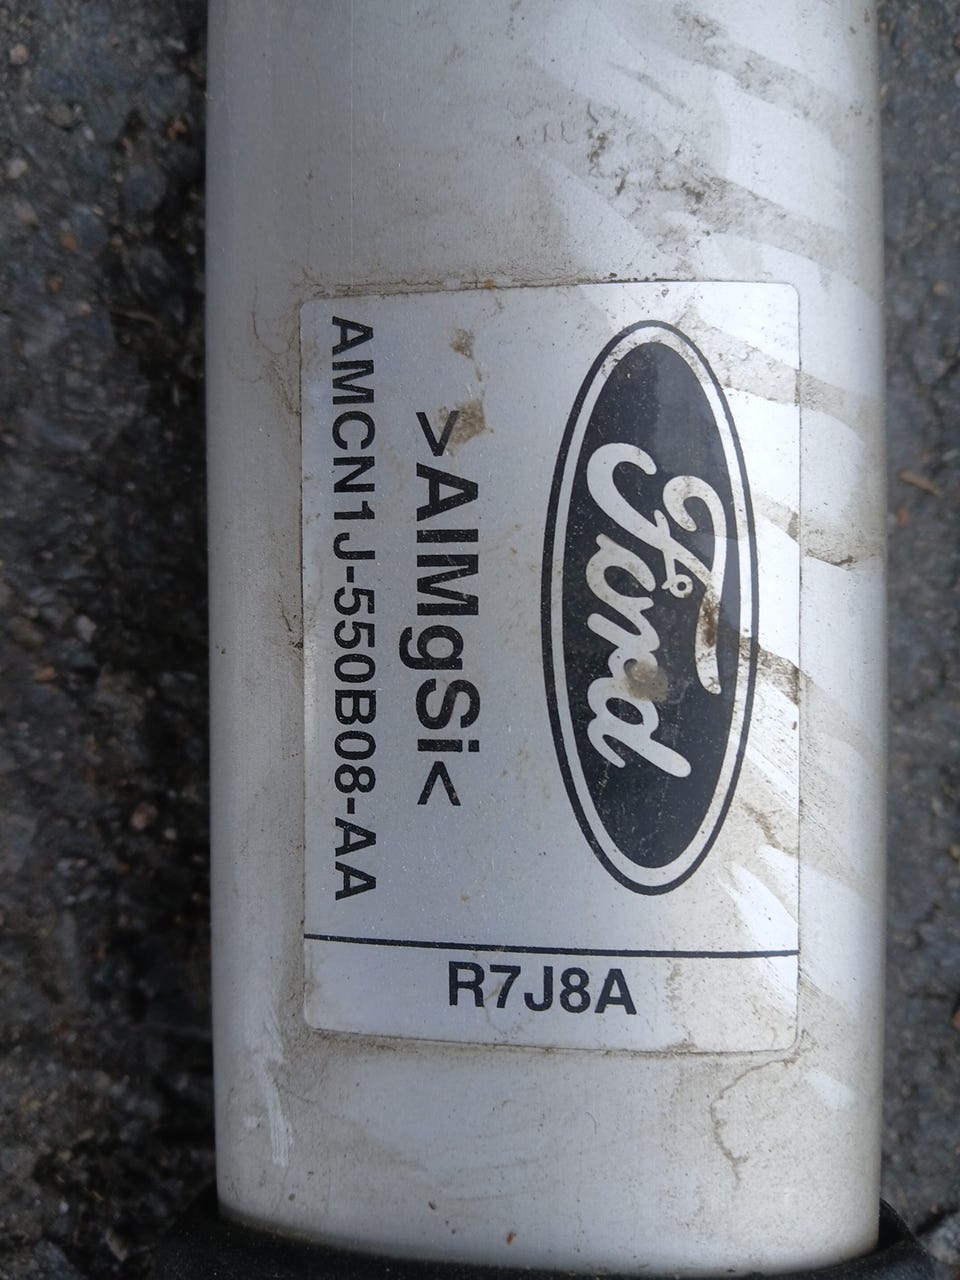 Ford
>AlMgSi<
AMCN1J-550B08-AA
R7J8A